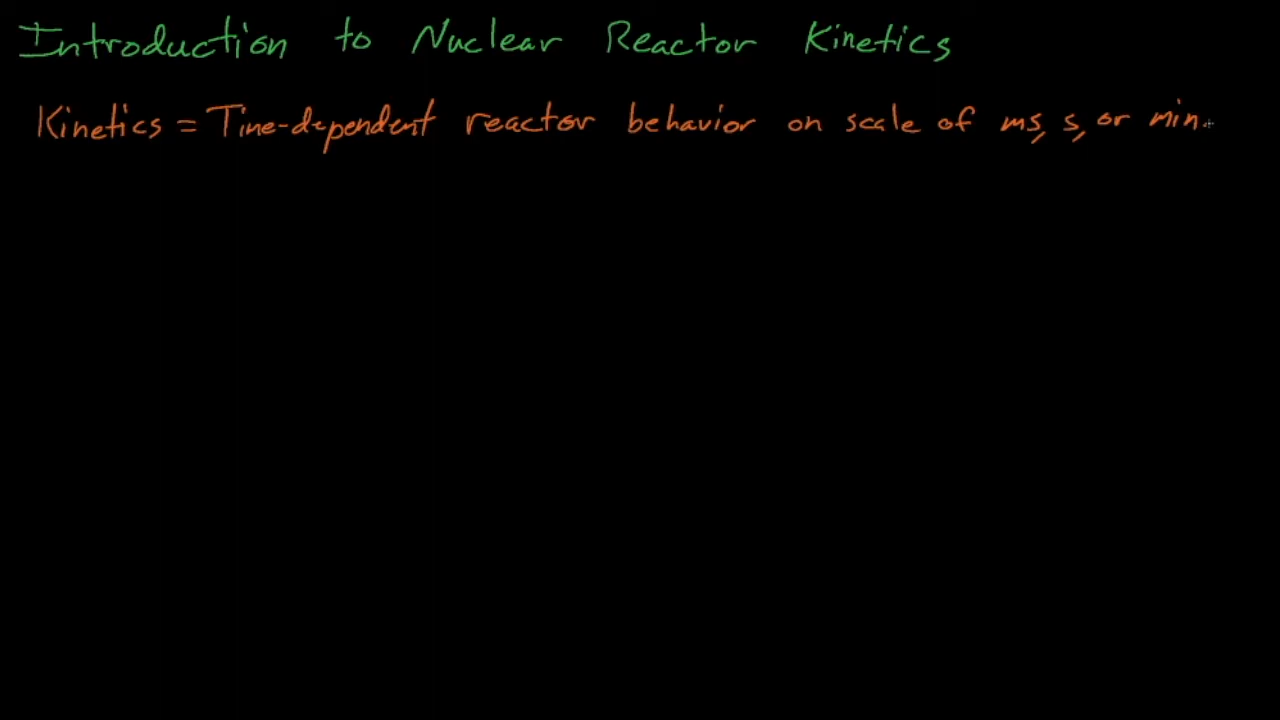 Introduction to Nuclear Reactor Kinetics
Kinetics = Time-dependent reactor behavior on scale of ms, s, or min.